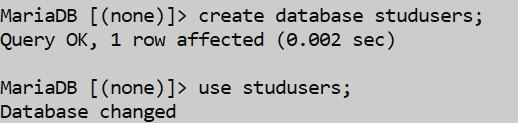 MariaDB [(none)]> create database studusers;
Query OK, 1 row affected (0.002 sec)
MariaDB [(none)]> use studusers;
Database changed